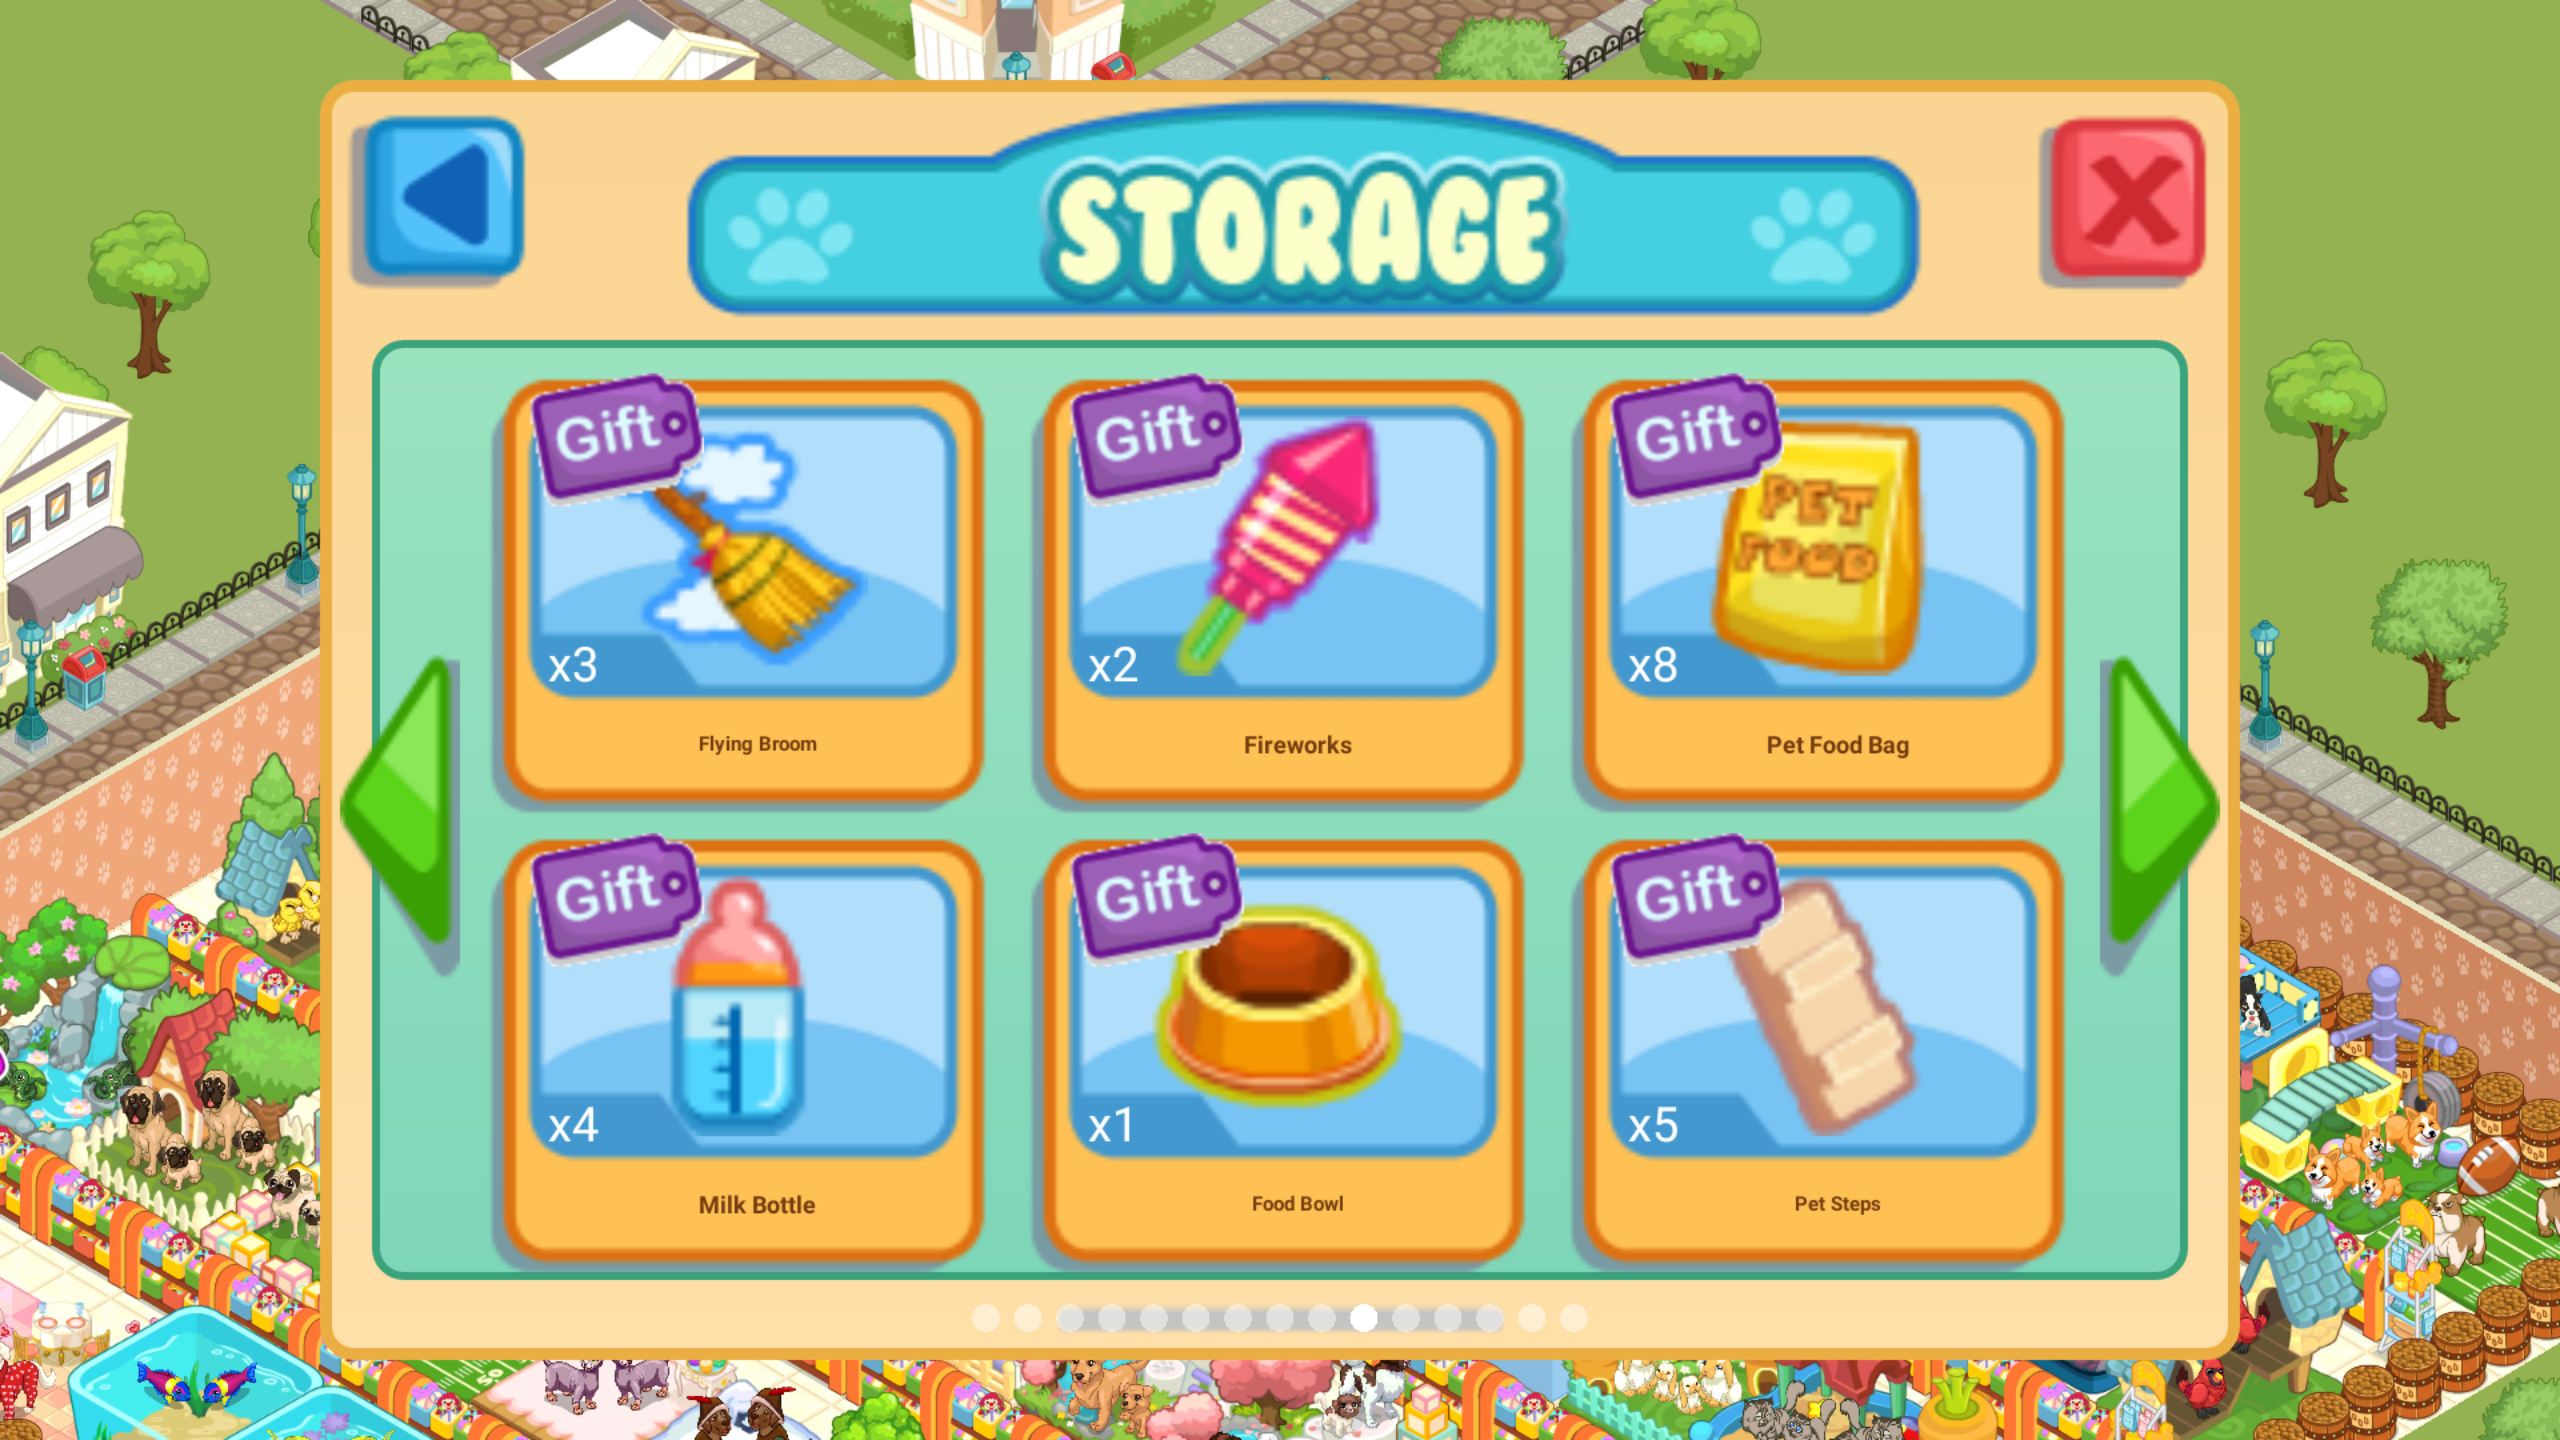 STORAGE
Gift
x3
Flying Broom
Gift
x2
Fireworks
Gift
PET
FOOD
x8
Pet Food Bag
Gift
x4
Milk Bottle
Gift
x1
Food Bowl
Gift
x5
Pet Steps
50